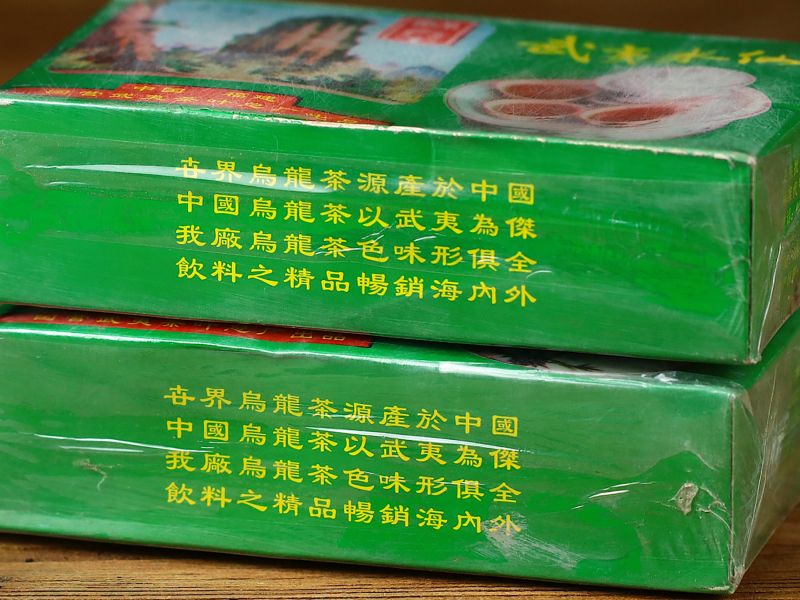 武夷水仙
中國 福建
世界烏龍茶源產於中國
中國烏龍茶以武夷為傑
我廠烏龍茶色味形俱全
飲料之精品暢銷海內外
世界烏龍茶源產於中國
中國烏龍茶以武夷為傑
我廠烏龍茶色味形俱全
飲料之精品暢銷海內外